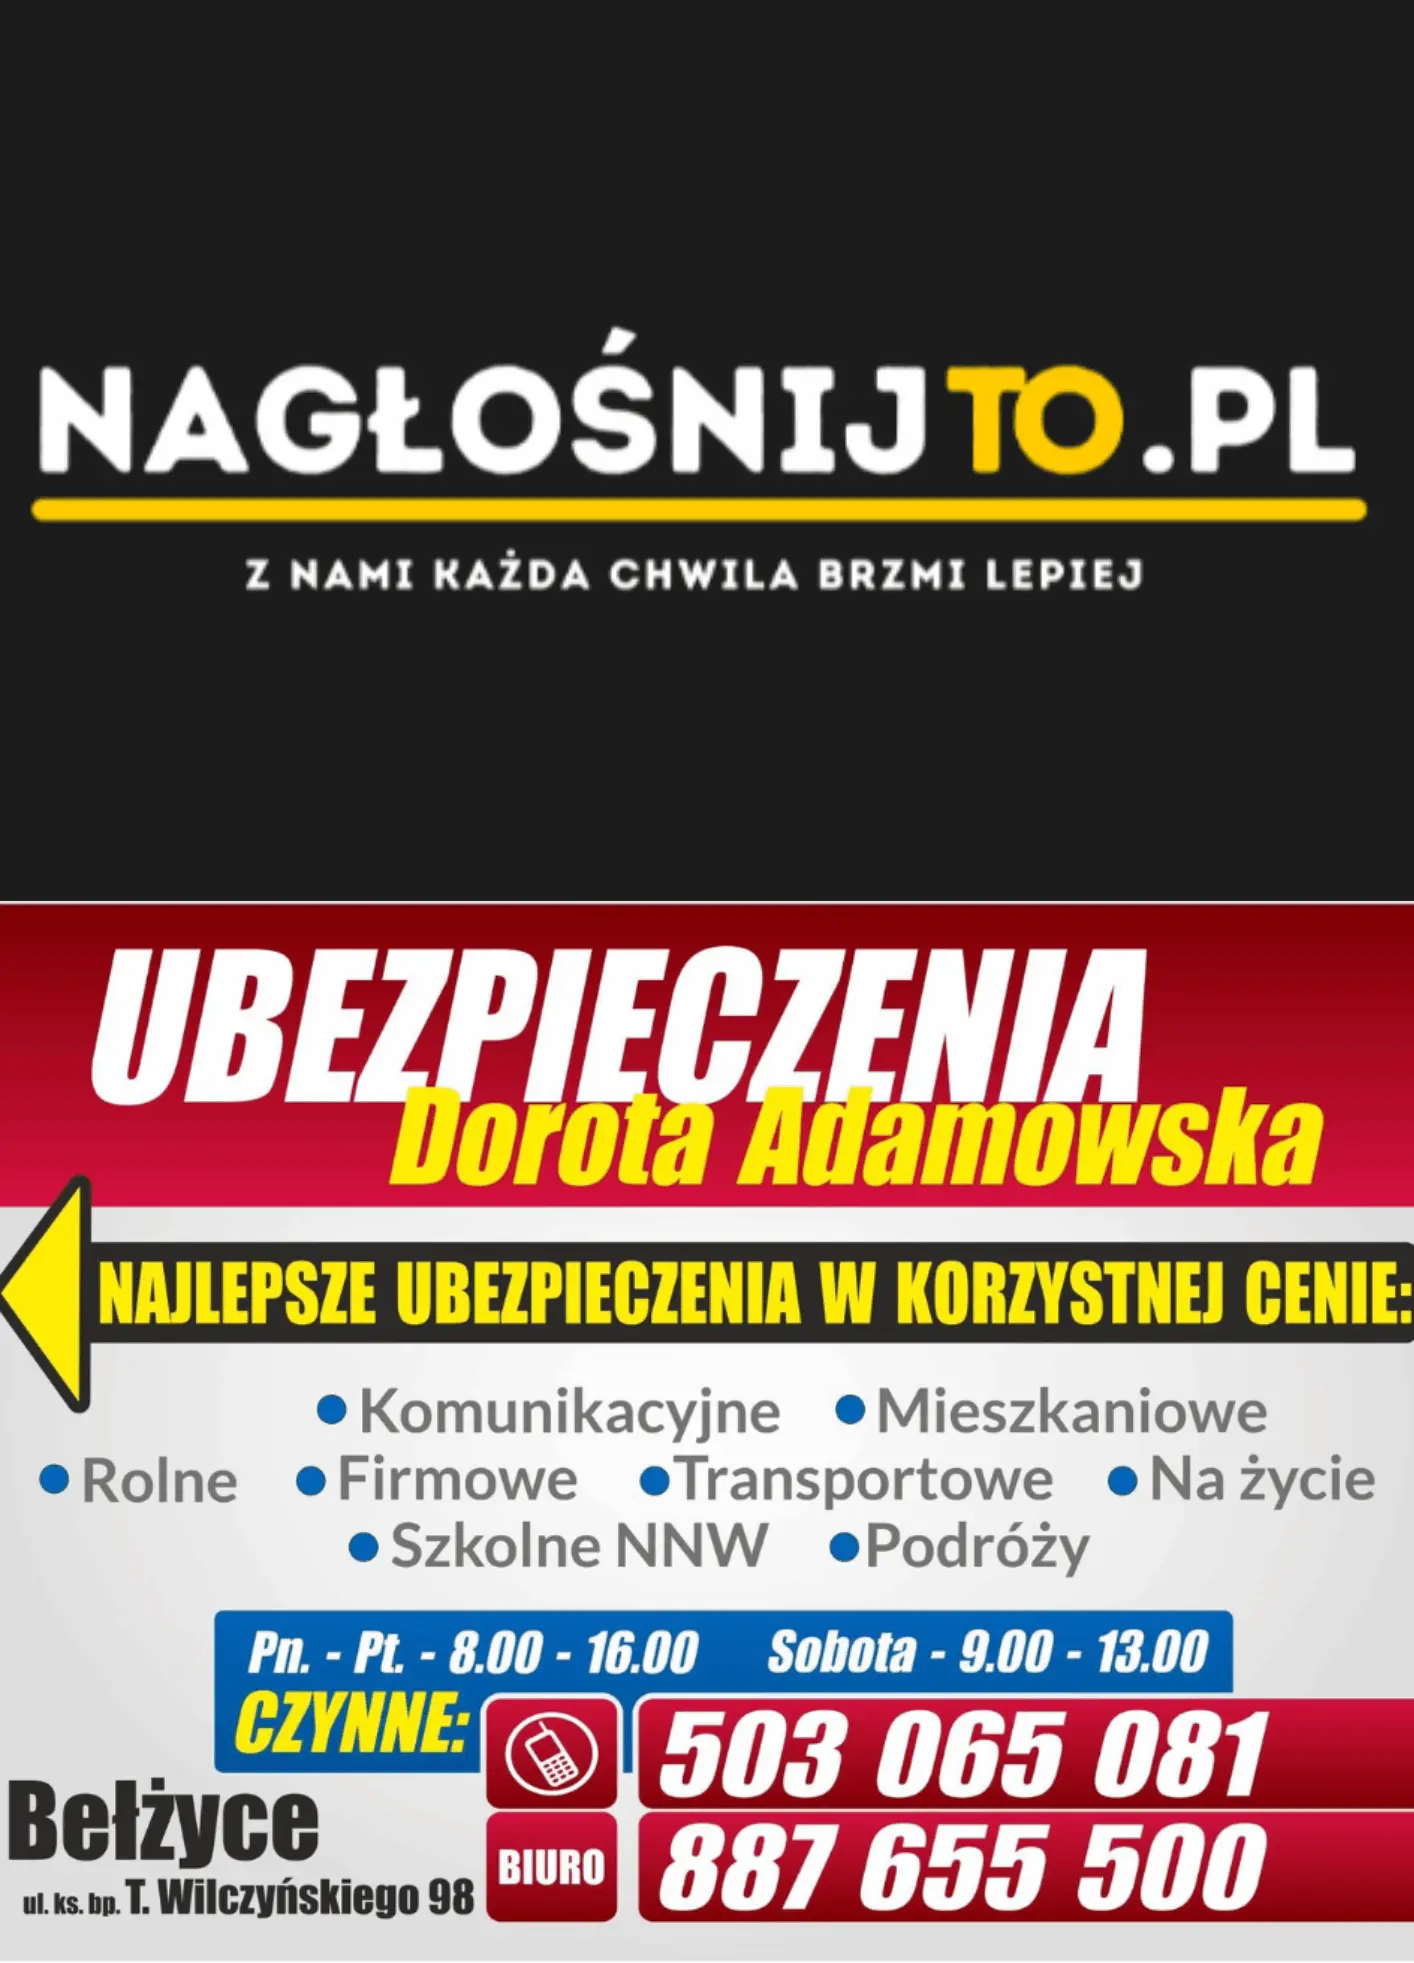 NAGŁOŚNIJTO.PL
Z NAMI KAŻDA CHWILA BRZMI LEPIEJ
UBEZPIECZENIA
Dorota Adamowska
NAJLEPSZE UBEZPIECZENIA W KORZYSTNEJ CENIE:
• Komunikacyjne • Mieszkaniowe
• Rolne • Firmowe • Transportowe • Na życie
• Szkolne NNW • Podróży
Pn. - Pt. - 8.00 - 16.00 Sobota - 9.00 - 13.00
CZYNNE:
503 065 081
Bełżyce
ul. ks. bp. T. Wilczyńskiego 98
BIURO 887 655 500